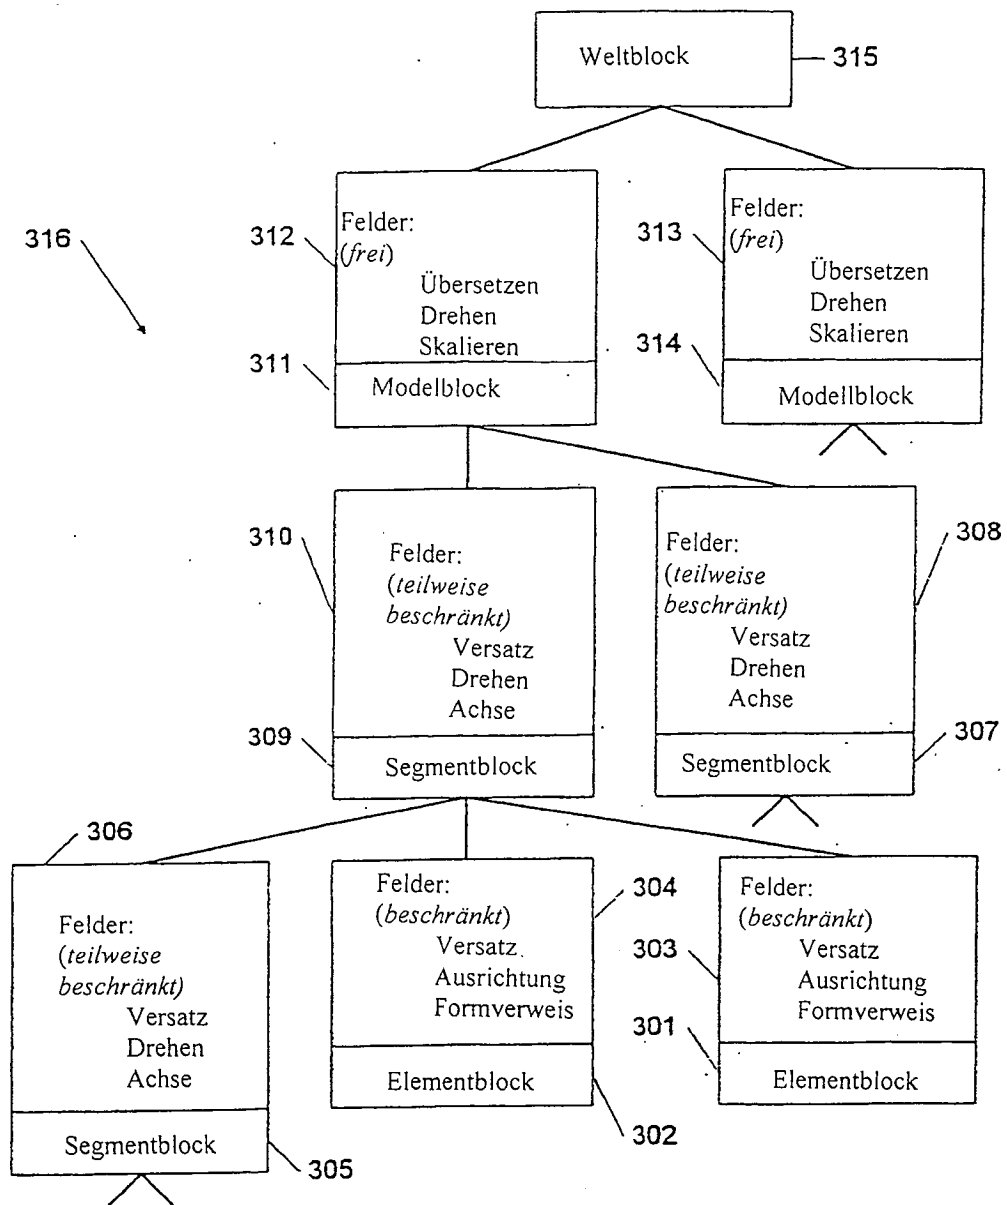 Weltblock
315
316
312
Felder:
(frei)
Übersetzen
Drehen
Skalieren
311
Modelblock
313
Felder:
(frei)
Übersetzen
Drehen
Skalieren
314
Modellblock
310
Felder:
(teilweise
beschränkt)
Versatz
Drehen
Achse
309
Segmentblock
308
Felder:
(teilweise
beschränkt)
Versatz
Drehen
Achse
307
Segmentblock
306
Felder:
(teilweise
beschränkt)
Versatz
Drehen
Achse
Segmentblock
305
Felder:
(beschränkt)
Versatz
Ausrichtung
Formverweis
304
Elementblock
302
Felder:
(beschränkt)
303
Versatz
Ausrichtung
Formverweis
301
Elementblock